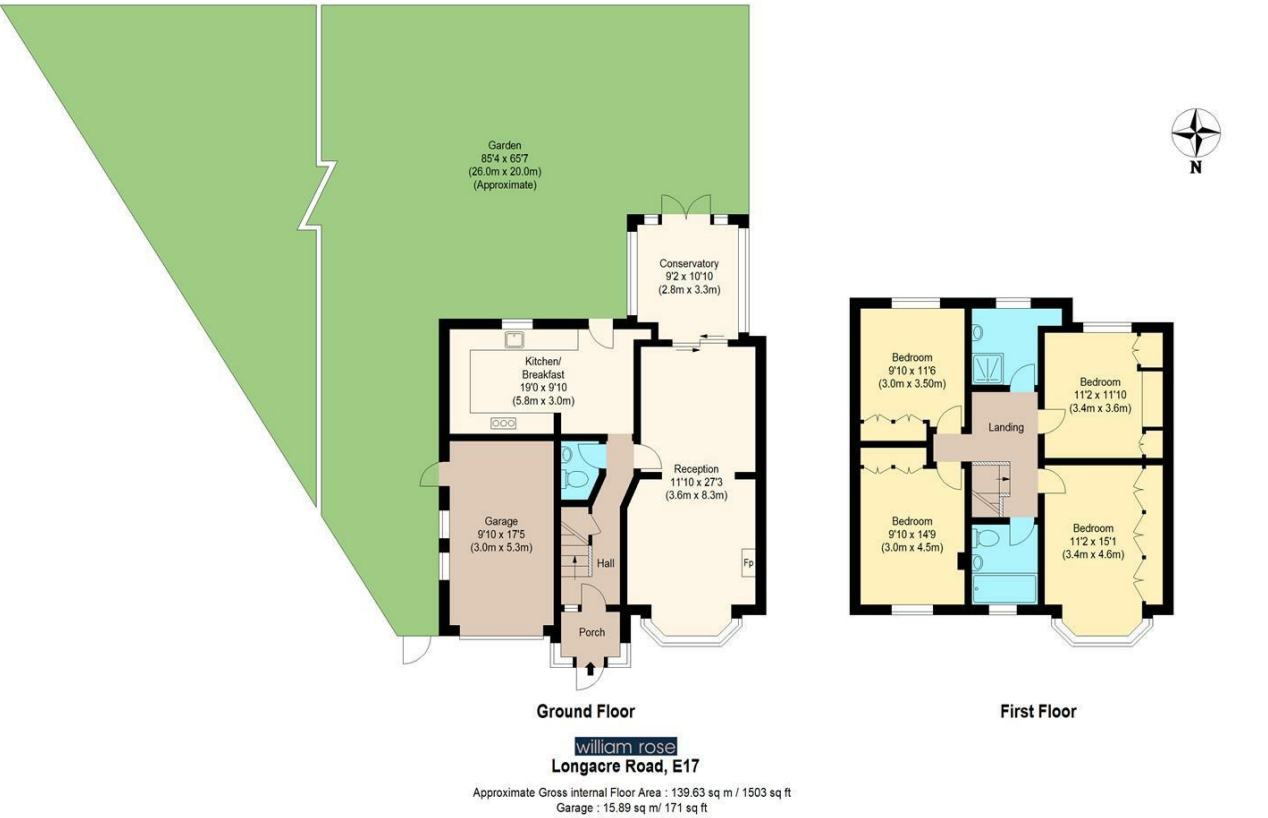 Garden
85'4 x 65'7
(26.0m x 20.0m)
(Approximate)
N
Conservatory
9'2 x 10'10
(2.8m x 3.3m)
Kitchen/
Breakfast
19'0 x 9'10
(5.8m x 3.0m)
Reception
11'10 x 27'3
(3.6m x 8.3m)
Garage
9'10 x 17'5
(3.0m x 5.3m)
Hall
Fp
Porch
Bedroom
9'10 x 11'6
(3.0m x 3.50m)
Bedroom
11'2 x 11'10
(3.4m x 3.6m)
Landing
Bedroom
9'10 x 14'9
(3.0m x 4.5m)
Bedroom
11'2 x 15'1
(3.4m x 4.6m)
Ground Floor
First Floor
william rose
Longacre Road, E17
Approximate Gross internal Floor Area : 139.63 sq m / 1503 sq ft
Garage : 15.89 sq m/ 171 sq ft